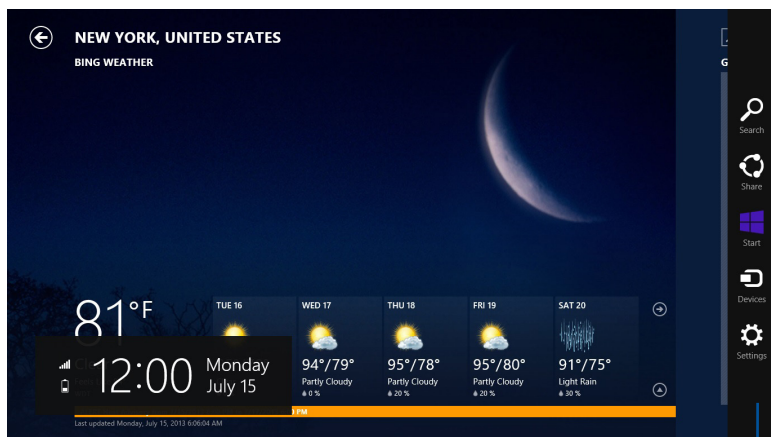 NEW YORK, UNITED STATES
BING WEATHER
G
Search
Share
Start
Devices
Settings
81°F
TUE 16
WED 17
94°/79°
Partly Cloudy
0 %
THU 18
95°/78°
Partly Cloudy
20 %
FRI 19
95°/80°
Partly Cloudy
20 %
SAT 20
91°/75°
Light Rain
30 %
12:00
Monday
July 15
PM
Last updated Monday, July 15, 2013 6:06:04 AM